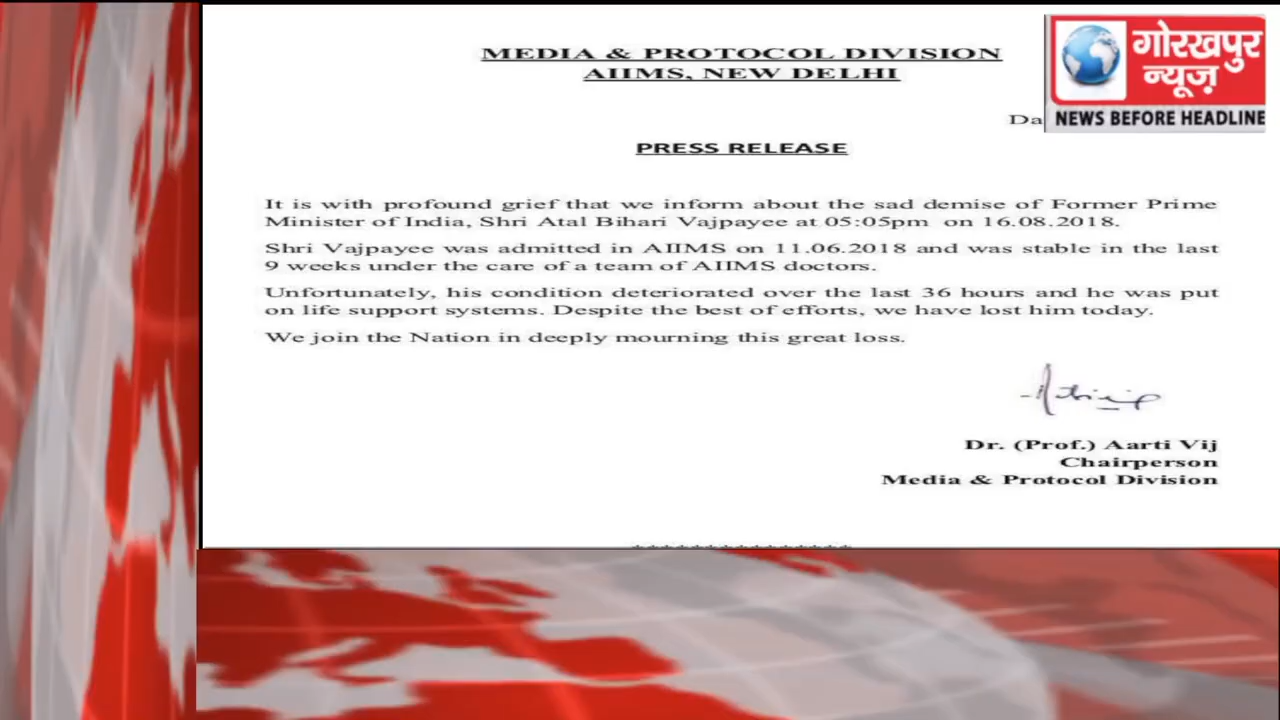 MEDIA & PROTOCOL DIVISION
AIIMS, NEW DELHI
गोरखपुर
न्यूज़
NEWS BEFORE HEADLINE
Da
PRESS RELEASE
It is with profound grief that we inform about the sad demise of Former Prime
Minister of India, Shri Atal Bihari Vajpayee at 05:05pm on 16.08.2018.
Shri Vajpayee was admitted in AIIMS on 11.06.2018 and was stable in the last
9 weeks under the care of a team of AIIMS doctors.
Unfortunately, his condition deteriorated over the last 36 hours and he was put
on life support systems. Despite the best of efforts, we have lost him today.
We join the Nation in deeply mourning this great loss.
Dr. (Prof.) Aarti Vij
Chairperson
Media & Protocol Division